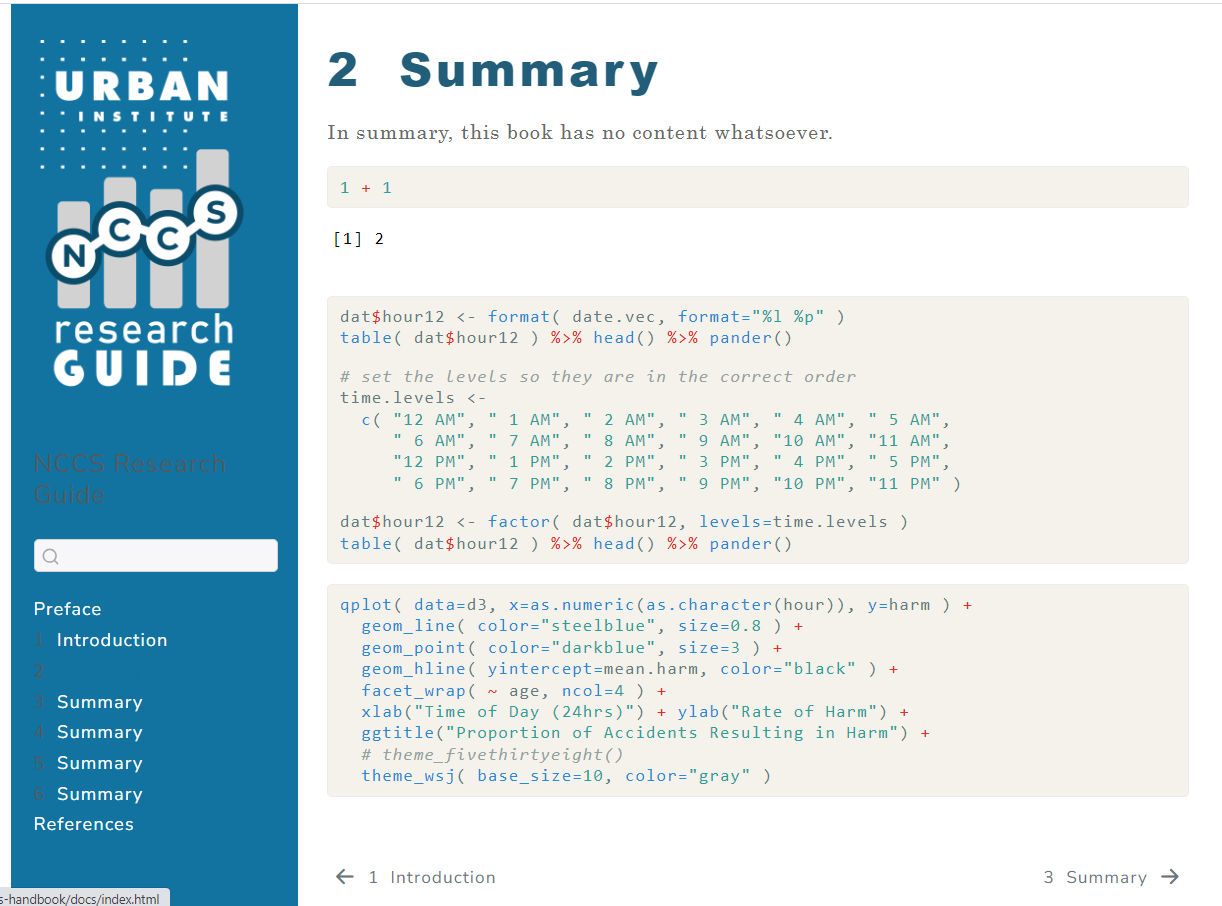 URBAN
INSTITUTE
N C C S
research
GUIDE
NCCS Research
Guide
Preface
1 Introduction
2
3 Summary
4 Summary
5 Summary
6 Summary
References
s-handbook/docs/index.html
2 Summary
In summary, this book has no content whatsoever.
1 + 1
[1] 2
dat$hour12 <- format( date.vec, format="%l %p" )
table( dat$hour12 ) %>% head() %>% pander()
# set the levels so they are in the correct order
time.levels <-
  c( "12 AM", " 1 AM", " 2 AM", " 3 AM", " 4 AM", " 5 AM",
     " 6 AM", " 7 AM", " 8 AM", " 9 AM", "10 AM", "11 AM",
     "12 PM", " 1 PM", " 2 PM", " 3 PM", " 4 PM", " 5 PM",
     " 6 PM", " 7 PM", " 8 PM", " 9 PM", "10 PM", "11 PM" )
dat$hour12 <- factor( dat$hour12, levels=time.levels )
table( dat$hour12 ) %>% head() %>% pander()
qplot( data=d3, x=as.numeric(as.character(hour)), y=harm ) +
  geom_line( color="steelblue", size=0.8 ) +
  geom_point( color="darkblue", size=3 ) +
  geom_hline( yintercept=mean.harm, color="black" ) +
  facet_wrap( ~ age, ncol=4 ) +
  xlab("Time of Day (24hrs)") + ylab("Rate of Harm") +
  ggtitle("Proportion of Accidents Resulting in Harm") +
  # theme_fivethirtyeight()
  theme_wsj( base_size=10, color="gray" )
← 1 Introduction
3 Summary →